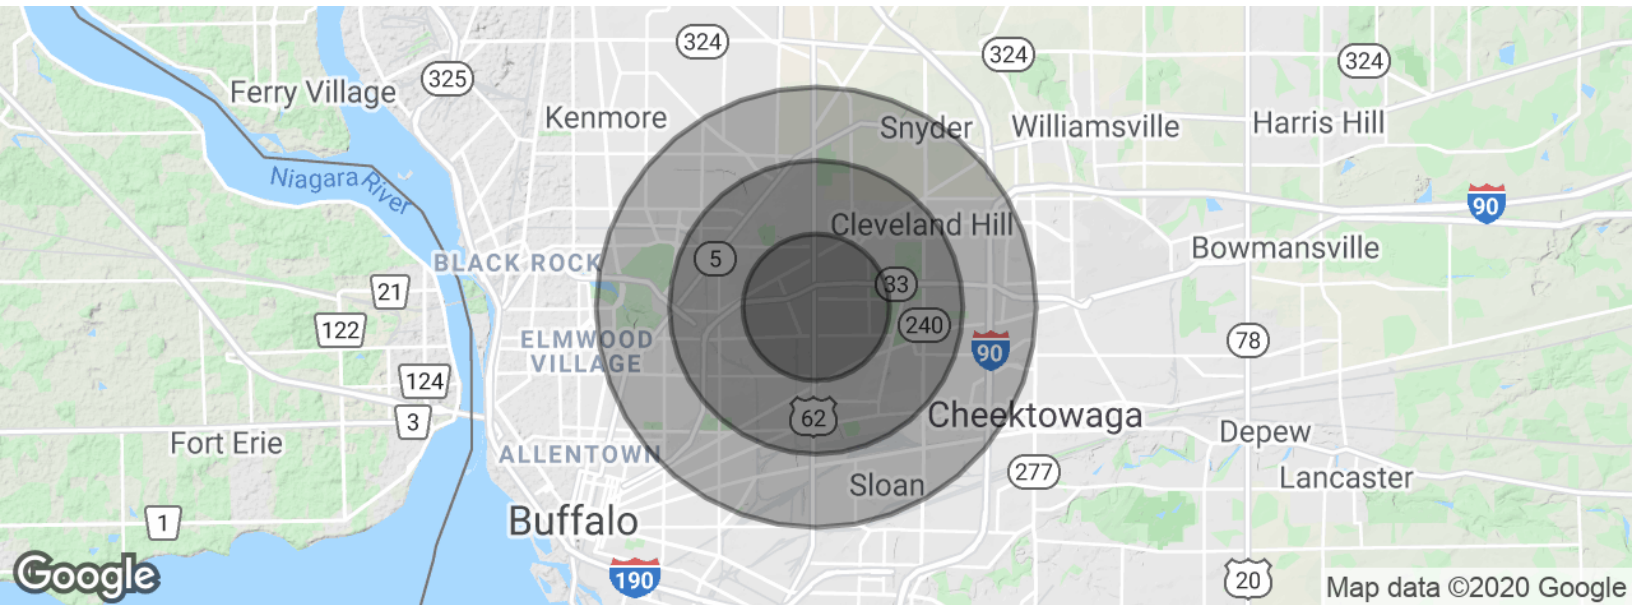 324
324
324
325
Ferry Village
Kenmore
Snyder
Williamsville
Harris Hill
Niagara River
90
Cleveland Hill
Bowmansville
BLACK ROCK
5
33
21
122
240
ELMWOOD
VILLAGE
90
78
124
3
62
Cheektowaga
Fort Erie
Depew
ALLENTOWN
277
Sloan
Lancaster
1
Buffalo
Google
190
20
Map data ©2020 Google